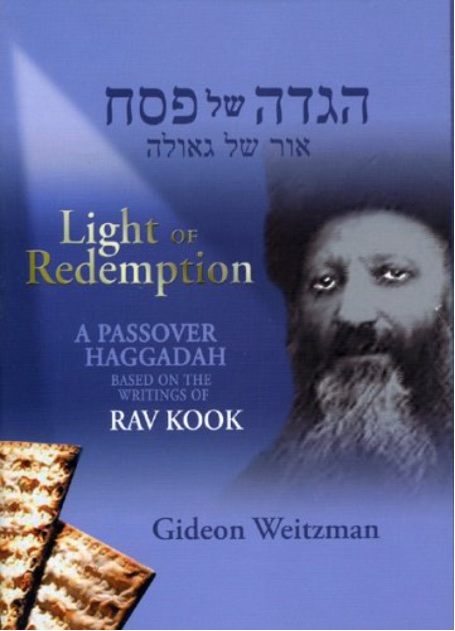 הגדה של פסח
אור של גאולה
Light OF
Redemption
A PASSOVER
HAGGADAH
BASED ON THE
WRITINGS OF
RAV KOOK
Gideon Weitzman